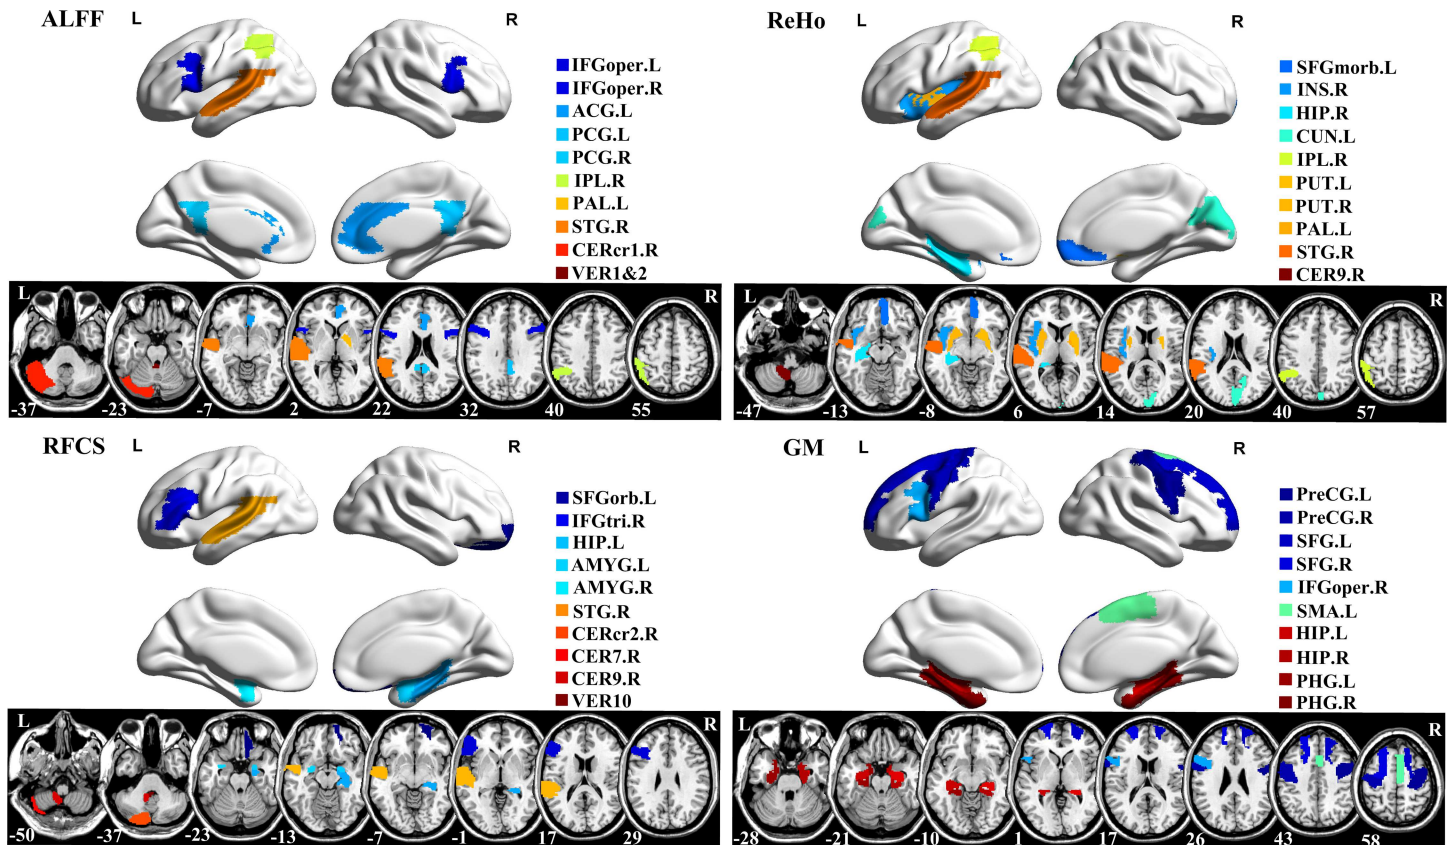 ALFF
L
R
IFGoper.L
IFGoper.R
ACG.L
PCG.L
PCG.R
IPL.R
PAL.L
STG.R
CERcr1.R
VER1&2
L
R
-37 -23 -7 2 22 32 40 55
ReHo
L
R
SFGmorb.L
INS.R
HIP.R
CUN.L
IPL.R
PUT.L
PUT.R
PAL.L
STG.R
CER9.R
L
R
-47 -13 -8 6 14 20 40 57
RFCS
L
R
SFGorb.L
IFGtri.R
HIP.L
AMYG.L
AMYG.R
STG.R
CERcr2.R
CER7.R
CER9.R
VER10
L
R
-50 -37 -23 -13 -7 -1 17 29
GM
L
R
PreCG.L
PreCG.R
SFG.L
SFG.R
IFGoper.R
SMA.L
HIP.L
HIP.R
PHG.L
PHG.R
L
R
-28 -21 -10 1 17 26 43 58